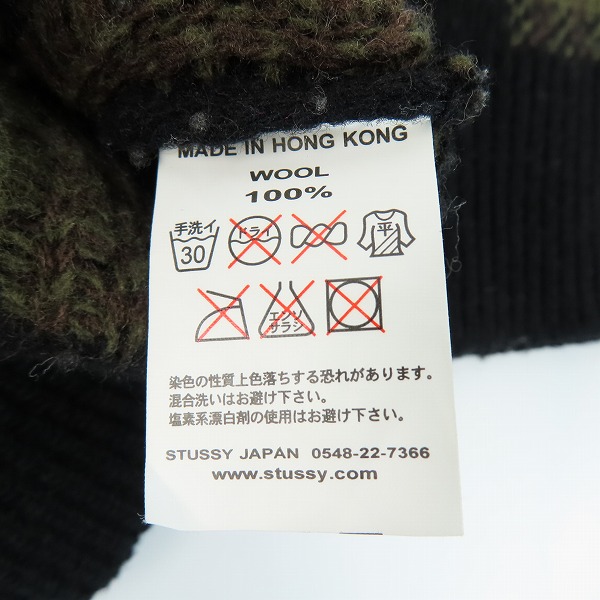 MADE IN HONG KONG
WOOL
100%
手洗イ ドライ 平
30
エンソ
サラシ
染色の性質上色落ちする恐れがあります。
混合洗いはお避け下さい。
塩素系漂白剤の使用はお避け下さい。
STUSSY JAPAN 0548-22-7366
www.stussy.com